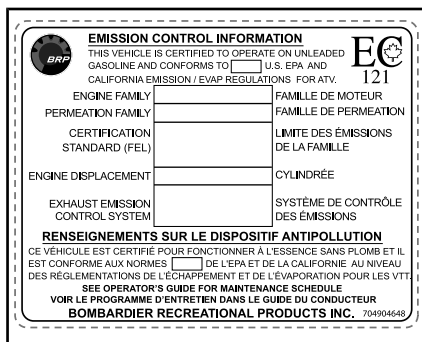 EMISSION CONTROL INFORMATION
BRP
THIS VEHICLE IS CERTIFIED TO OPERATE ON UNLEADED
GASOLINE AND CONFORMS TO U.S. EPA AND
CALIFORNIA EMISSION / EVAP REGULATIONS FOR ATV.
EC
121
ENGINE FAMILY FAMILLE DE MOTEUR
PERMEATION FAMILY FAMILLE DE PERMEATION
CERTIFICATION LIMITE DES ÉMISSIONS
STANDARD (FEL) DE LA FAMILLE
ENGINE DISPLACEMENT CYLINDRÉE
EXHAUST EMISSION SYSTÈME DE CONTRÔLE
CONTROL SYSTEM DES ÉMISSIONS
RENSEIGNEMENTS SUR LE DISPOSITIF ANTIPOLLUTION
CE VÉHICULE EST CERTIFIÉ POUR FONCTIONNER À L'ESSENCE SANS PLOMB ET IL
EST CONFORME AUX NORMES DE L'EPA ET DE LA CALIFORNIE AU NIVEAU
DES RÉGLEMENTATIONS DE L'ÉCHAPPEMENT ET DE L'ÉVAPORATION POUR LES VTT.
SEE OPERATOR'S GUIDE FOR MAINTENANCE SCHEDULE
VOIR LE PROGRAMME D'ENTRETIEN DANS LE GUIDE DU CONDUCTEUR
BOMBARDIER RECREATIONAL PRODUCTS INC. 704904648